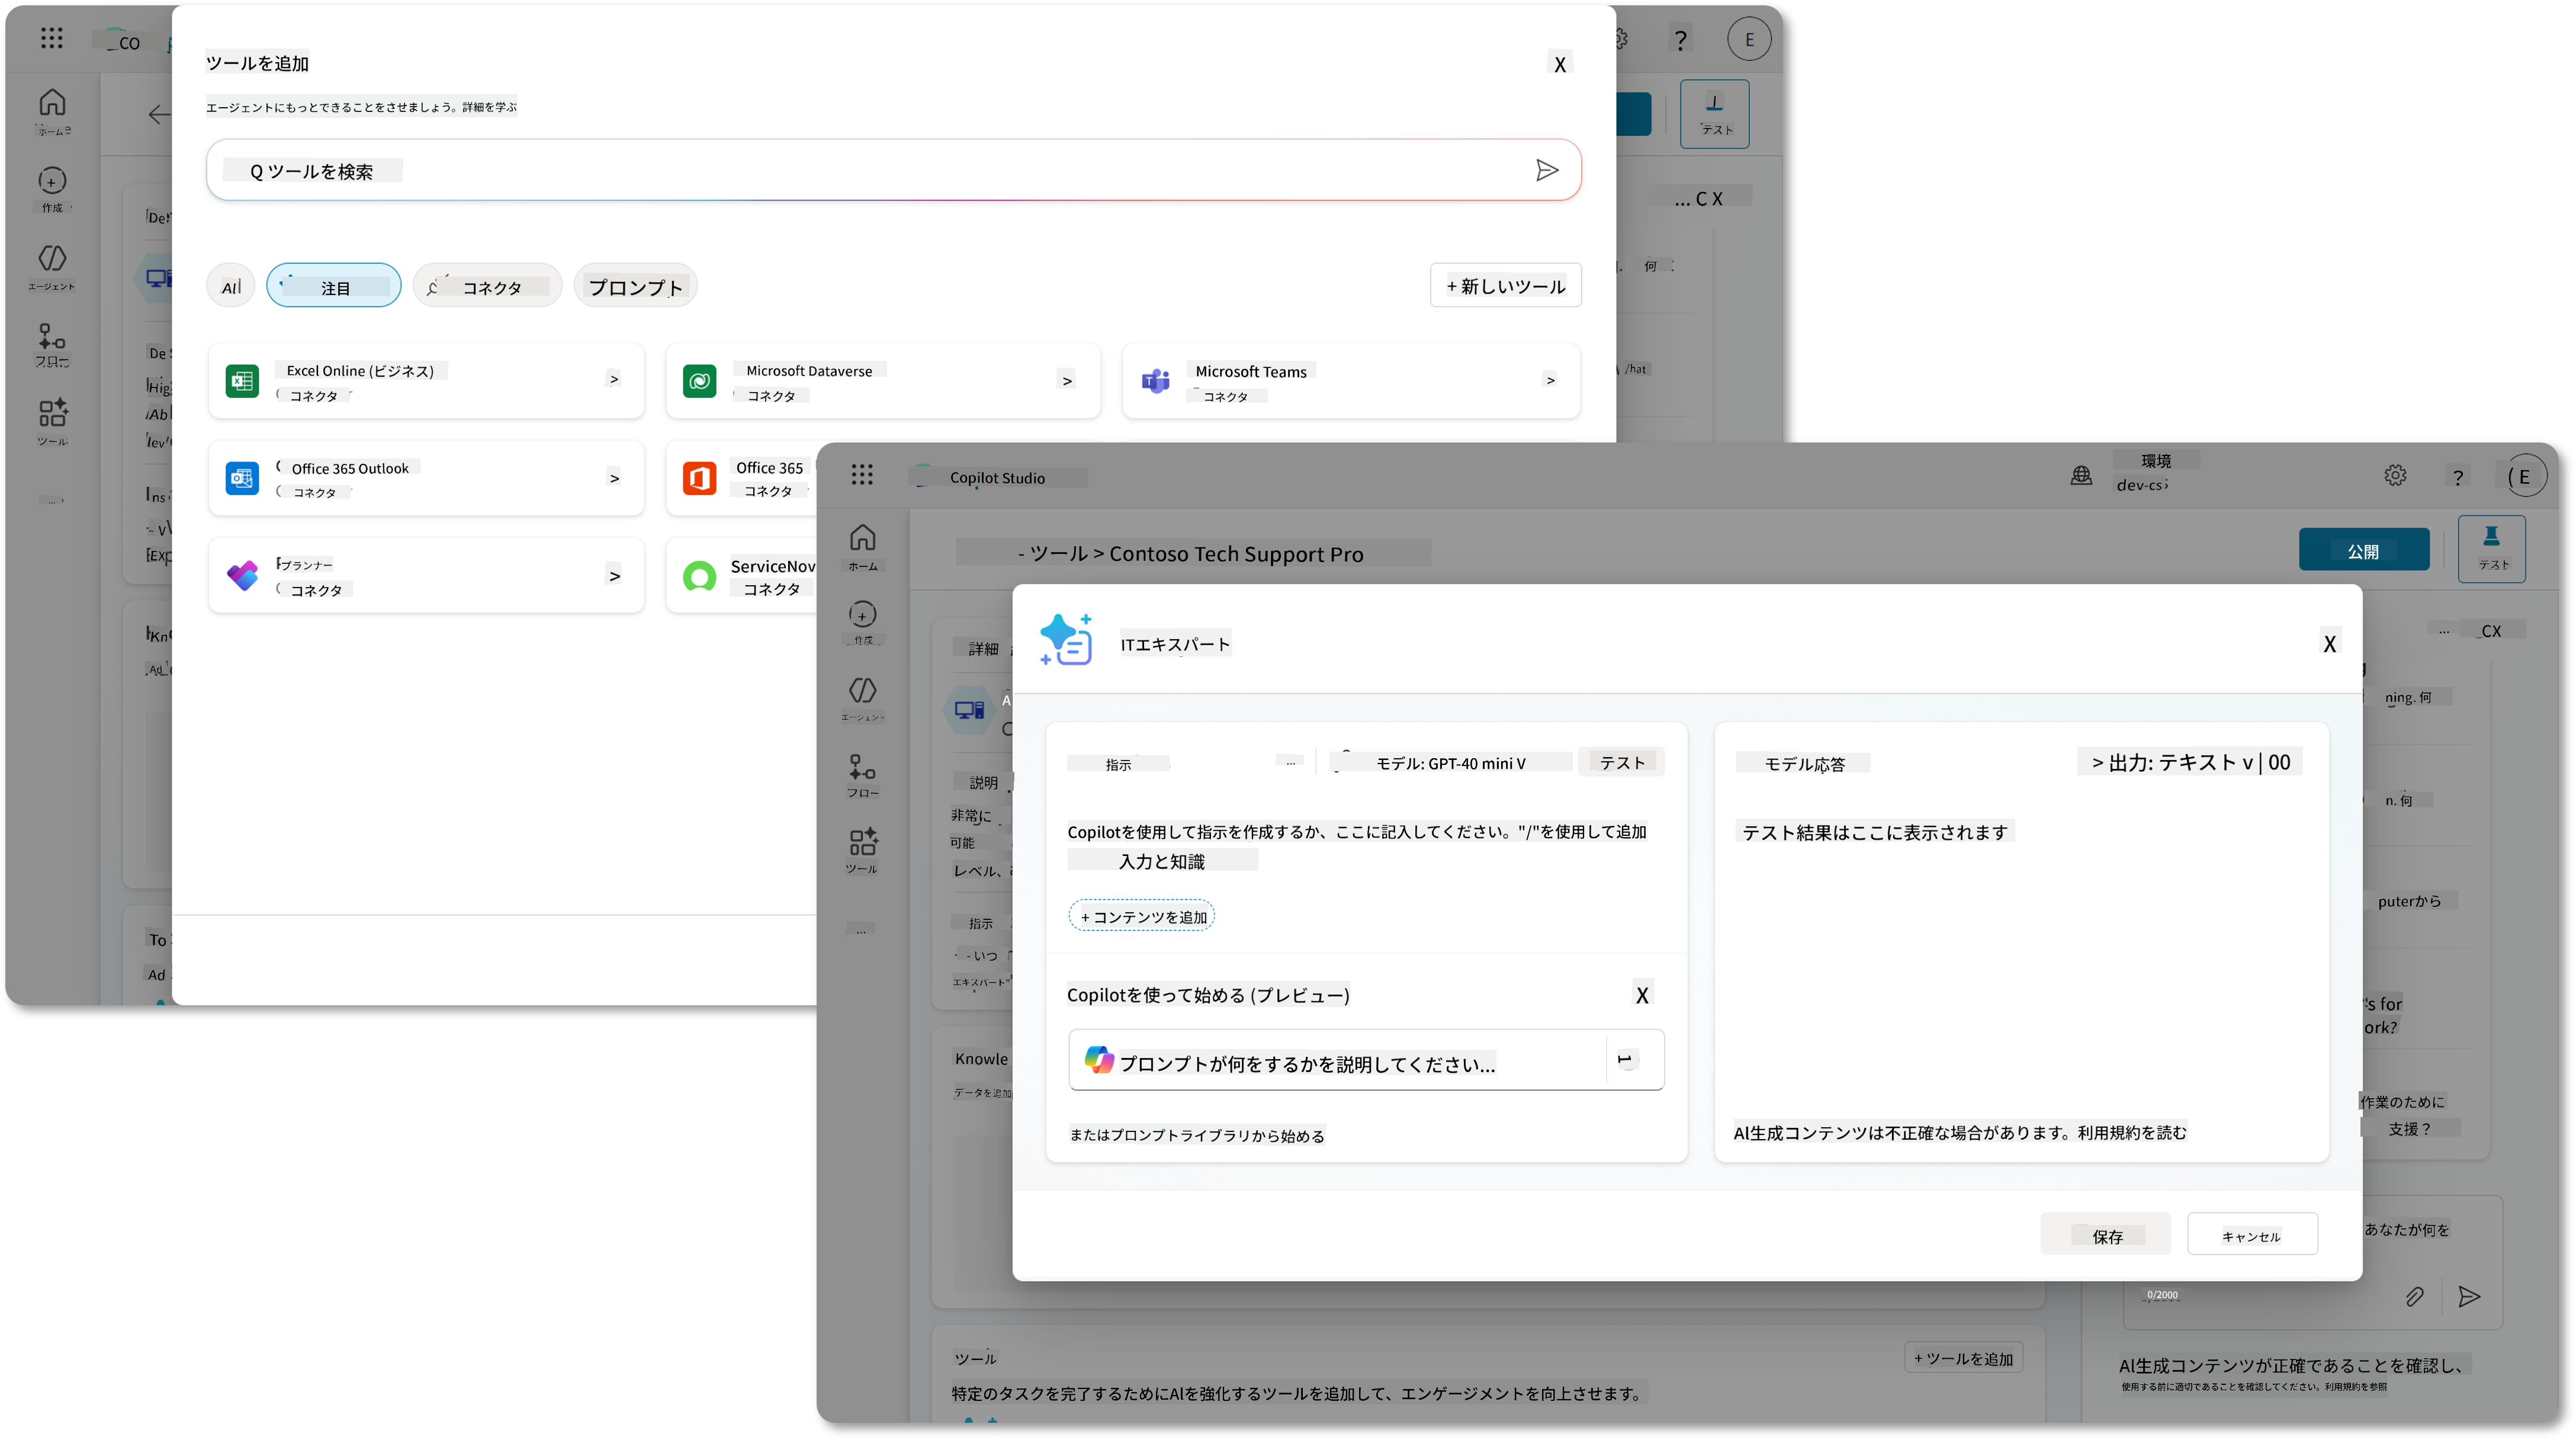 CO
ツールを追加
X
?
E
エージェントにもっとできることをさせましょう。詳細を学ぶ
Q ツールを検索
テスト
... C X
ホーム
作成
エージェント
フロー
ツール
...
AI
注目
コネクタ
プロンプト
+ 新しいツール
何
Excel Online (ビジネス)
コネクタ
>
Microsoft Dataverse
コネクタ
>
Microsoft Teams
コネクタ
>
/hat
Office 365 Outlook
コネクタ
>
Office 365
コネクタ
プランナー
コネクタ
>
ServiceNov
コネクタ
To
Ad
Copilot Studio
環境
dev-cs
?
E
- ツール > Contoso Tech Support Pro
公開
テスト
ホーム
作成
エージェント
フロー
ツール
...
詳細
説明
非常に
可能
レベル、
指示
- いつ
エキスパート"
Knowle
データを追加
ITエキスパート
X
指示
...
モデル: GPT-40 mini V
テスト
Copilotを使用して指示を作成するか、ここに記入してください。"/"を使用して追加
入力と知識
+ コンテンツを追加
Copilotを使って始める (プレビュー)
X
プロンプトが何をするかを説明してください...
またはプロンプトライブラリから始める
モデル応答
> 出力: テキスト v | 00
テスト結果はここに表示されます
AI生成コンテンツは不正確な場合があります。利用規約を読む
保存
キャンセル
...
CX
ning. 何
n. 何
puterから
's for
ork?
作業のために
支援？
あなたが何を
0/2000
ツール
+ ツールを追加
特定のタスクを完了するためにAIを強化するツールを追加して、エンゲージメントを向上させます。
AI生成コンテンツが正確であることを確認し、
使用する前に適切であることを確認してください。利用規約を参照